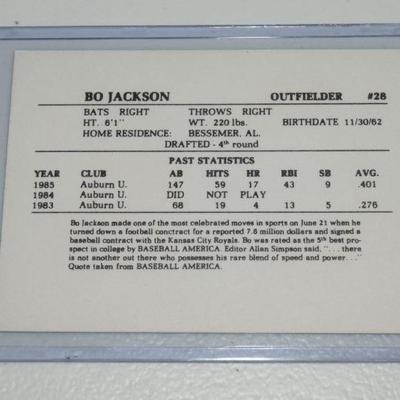 BO JACKSON OUTFIELDER #28
BATS RIGHT THROWS RIGHT
HT. 6'1" WT. 220 lbs. BIRTHDATE 11/30/62
HOME RESIDENCE: BESSEMER, AL.
DRAFTED - 4th round
PAST STATISTICS
YEAR CLUB AB HITS HR RBI SB AVG.
1985 Auburn U. 147 59 17 43 9 .401
1984 Auburn U. DID NOT PLAY
1983 Auburn U. 68 19 4 13 5 .276
Bo Jackson made one of the most celebrated moves in sports on June 21 when he
turned down a football conctract for a reported 7.6 million dollars and signed a
baseball contract with the Kansas City Royals. Bo was rated as the 5th best pro-
spect in college by BASEBALL AMERICA. Editor Allan Simpson said, ". . . there
is not another out there who possesses his rare blend of speed and power. . ."
Quote taken from BASEBALL AMERICA.